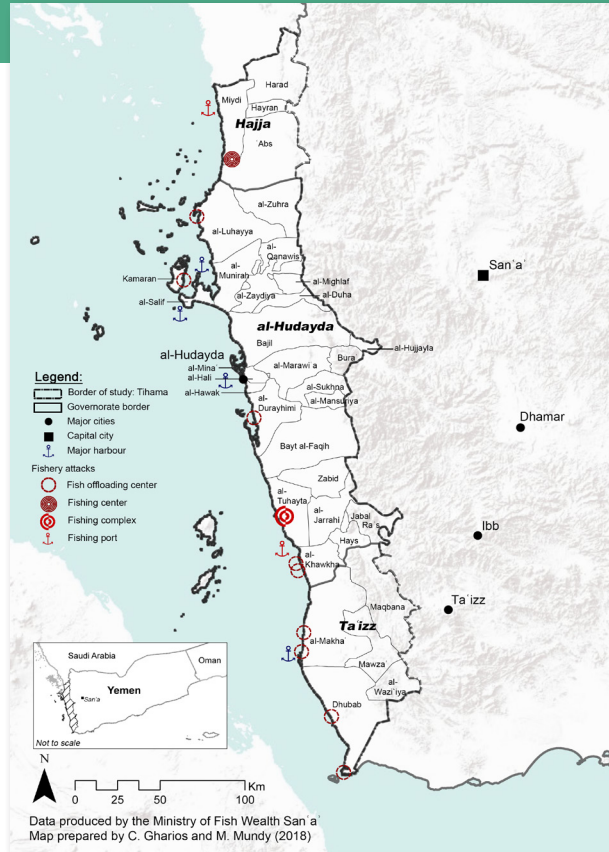 Harad
Miydi
Hayran
Hajja
Abs
al-Zuhra
al-Luhayya
al-
Qanawis
al-
Munirah
Kamaran
al-Mighlaf
al-Zaydiya
al-Duha
al-Salif
San'a'
al-Hudayda
Bajil
al-Hujjayla
Bura
al-Hudayda
al-Mina'
al-Marawi'a
al-Hali
al-Sukhna
al-Hawak
al-Mansunya
al-
Durayhimi
Dhamar
Bayt al-Faqih
Zabid
al-
Tuhayta
al-
Jarrahi
Jabal
Ra's
Hays
Ibb
al-
Khawkha
Maqbana
Ta'izz
Ta'izz
al-Makha
Mawza'
al-
Wazi'iya
Dhubab
Legend:
Border of study: Tihama
Governorate border
Major cities
Capital city
Major harbour
Fishery attacks
Fish offloading center
Fishing center
Fishing complex
Fishing port
Saudi Arabia
Oman
Yemen
San'a
Not to scale
N
Km
0 25 50 100
Data produced by the Ministry of Fish Wealth San'a'
Map prepared by C. Gharios and M. Mundy (2018)